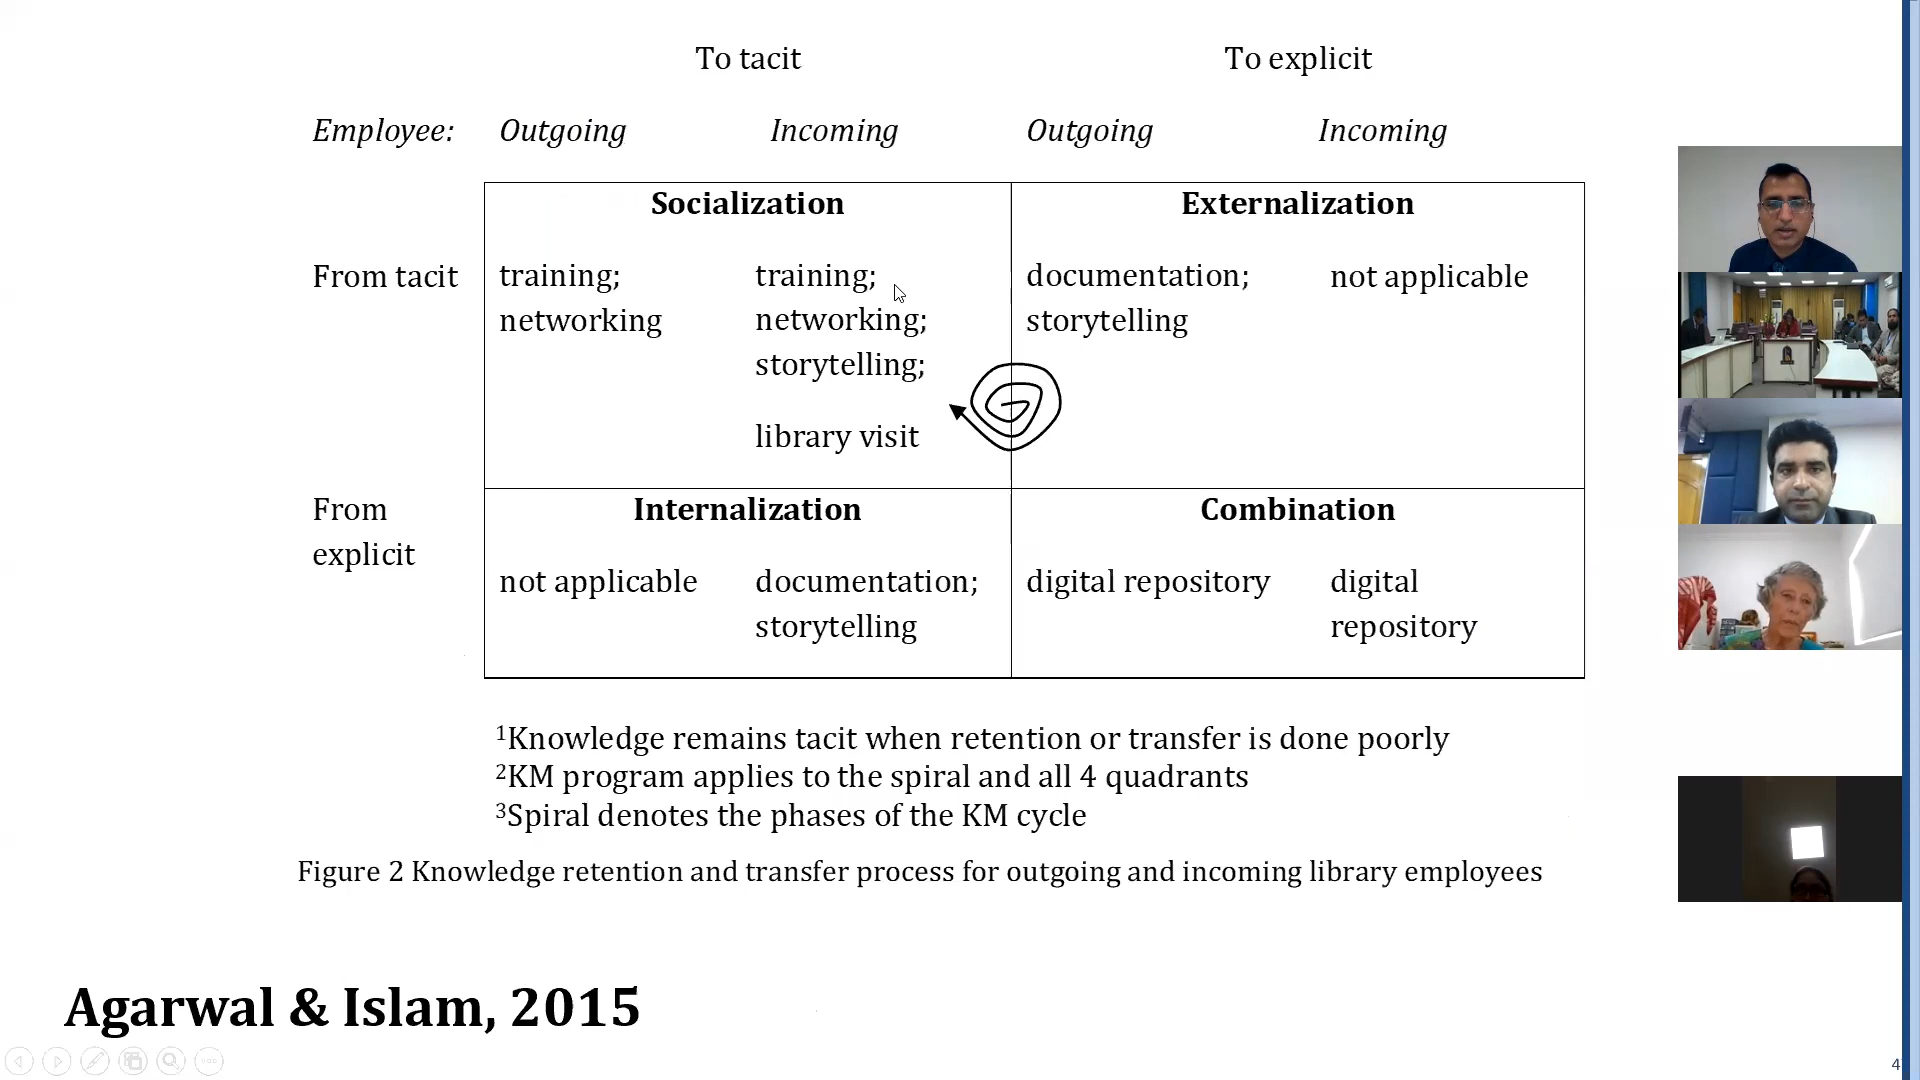 To tacit To explicit
Employee: Outgoing Incoming Outgoing Incoming
Socialization Externalization
From tacit training; training; documentation; not applicable
networking networking; storytelling
storytelling;
library visit
From Internalization Combination
explicit
not applicable documentation; digital repository digital
storytelling repository
¹Knowledge remains tacit when retention or transfer is done poorly
²KM program applies to the spiral and all 4 quadrants
³Spiral denotes the phases of the KM cycle
Figure 2 Knowledge retention and transfer process for outgoing and incoming library employees
Agarwal & Islam, 2015